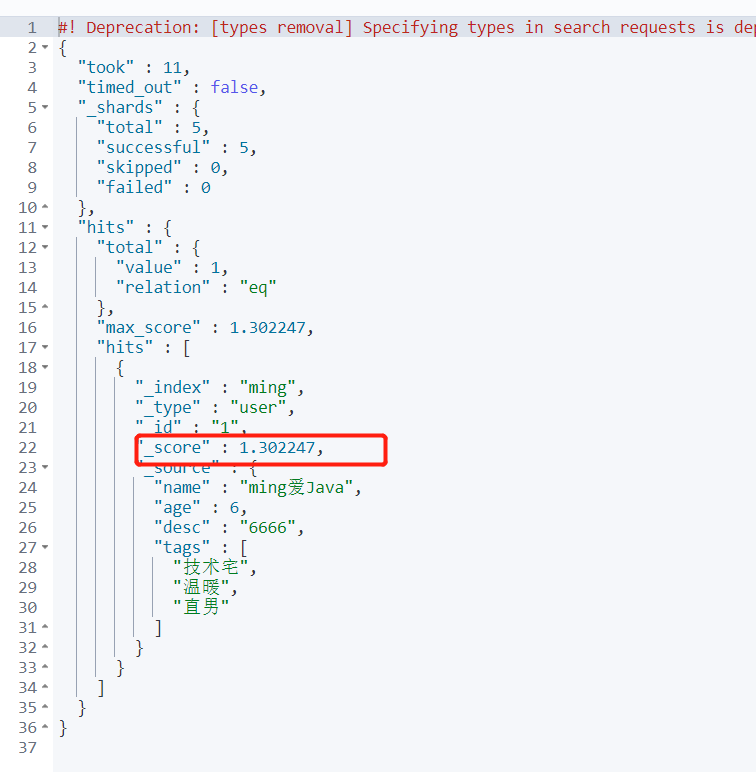 1 #! Deprecation: [types removal] Specifying types in search requests is dep
2 {
3 "took" : 11,
4 "timed_out" : false,
5 "_shards" : {
6 "total" : 5,
7 "successful" : 5,
8 "skipped" : 0,
9 "failed" : 0
10 },
11 "hits" : {
12 "total" : {
13 "value" : 1,
14 "relation" : "eq"
15 },
16 "max_score" : 1.302247,
17 "hits" : [
18 {
19 "_index" : "ming",
20 "_type" : "user",
21 "_id" : "1",
22 "_score" : 1.302247,
23 "_source" : {
24 "name" : "ming爱Java",
25 "age" : 6,
26 "desc" : "6666",
27 "tags" : [
28 "技术宅",
29 "温暖",
30 "直男"
31 ]
32 }
33 }
34 ]
35 }
36 }
37